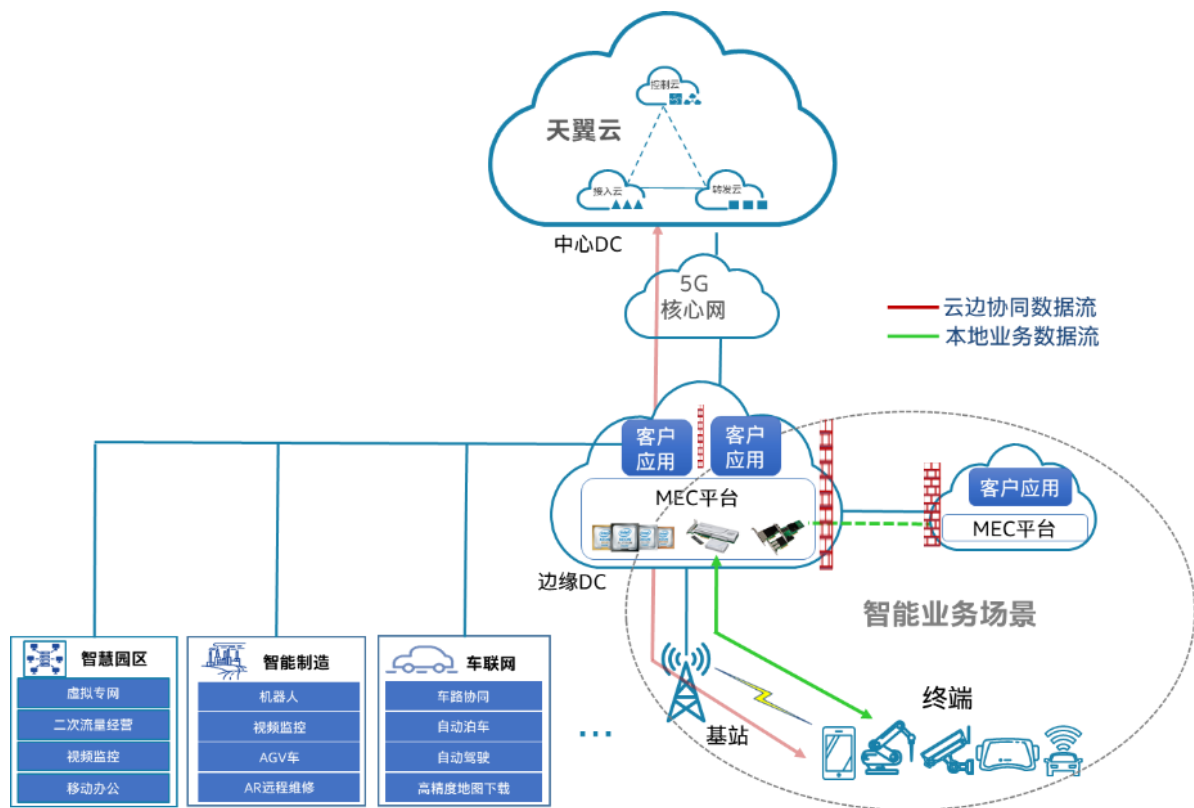 控制云
天翼云
接入云
转发云
中心DC
5G
核心网
云边协同数据流
本地业务数据流
客户
应用
客户
应用
MEC平台
客户应用
MEC平台
边缘DC
智能业务场景
智慧园区
虚拟专网
二次流量经营
视频监控
移动办公
智能制造
机器人
视频监控
AGV车
AR远程维修
车联网
车路协同
自动泊车
自动驾驶
高精度地图下载
...
基站
终端